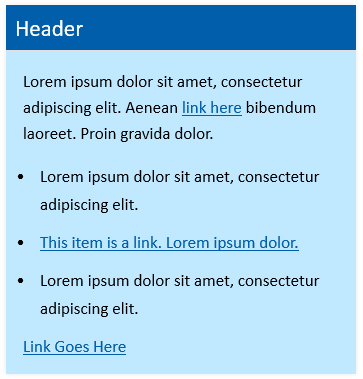 Header
Lorem ipsum dolor sit amet, consectetur
adipiscing elit. Aenean link here bibendum
laoreet. Proin gravida dolor.
• Lorem ipsum dolor sit amet, consectetur
adipiscing elit.
• This item is a link. Lorem ipsum dolor.
• Lorem ipsum dolor sit amet, consectetur
adipiscing elit.
Link Goes Here